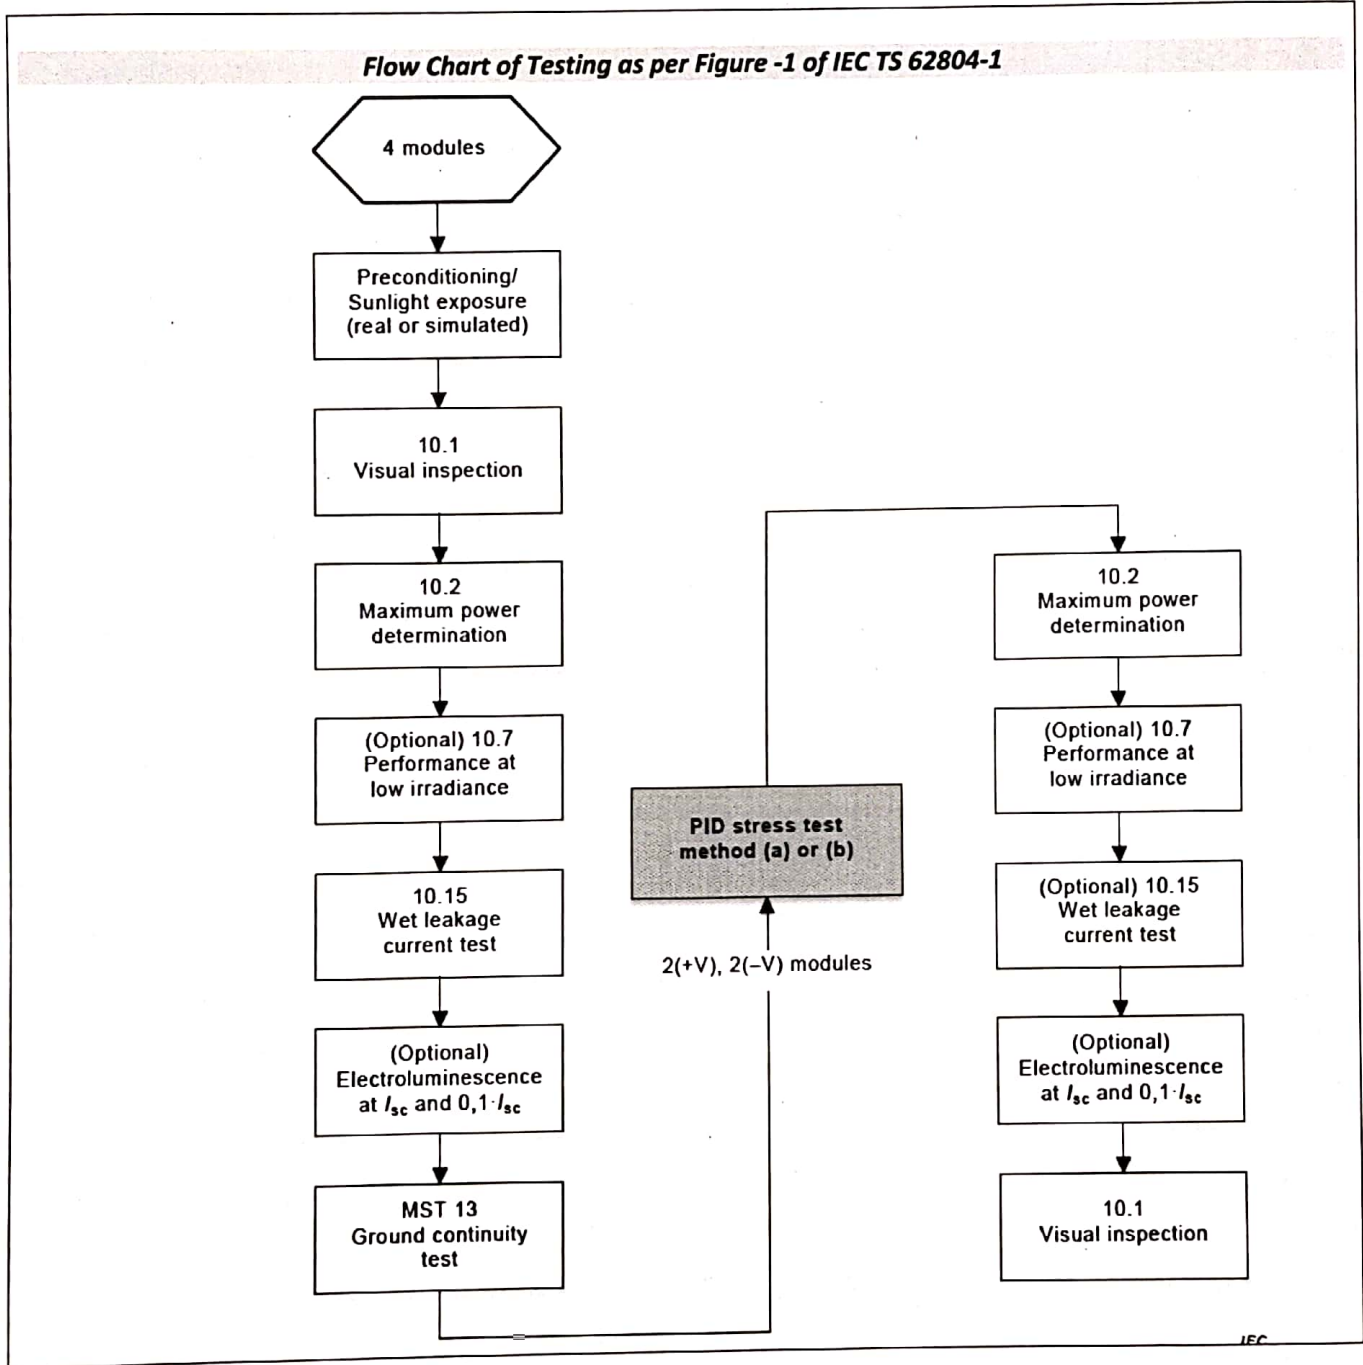 Flow Chart of Testing as per Figure -1 of IEC TS 62804-1
4 modules
Preconditioning/
Sunlight exposure
(real or simulated)
10.1
Visual inspection
10.2
Maximum power
determination
(Optional) 10.7
Performance at
low irradiance
10.15
Wet leakage
current test
(Optional)
Electroluminescence
at Isc and 0,1·Isc
MST 13
Ground continuity
test
PID stress test
method (a) or (b)
2(+V), 2(–V) modules
10.2
Maximum power
determination
(Optional) 10.7
Performance at
low irradiance
(Optional) 10.15
Wet leakage
current test
(Optional)
Electroluminescence
at Isc and 0,1·Isc
10.1
Visual inspection
IEC